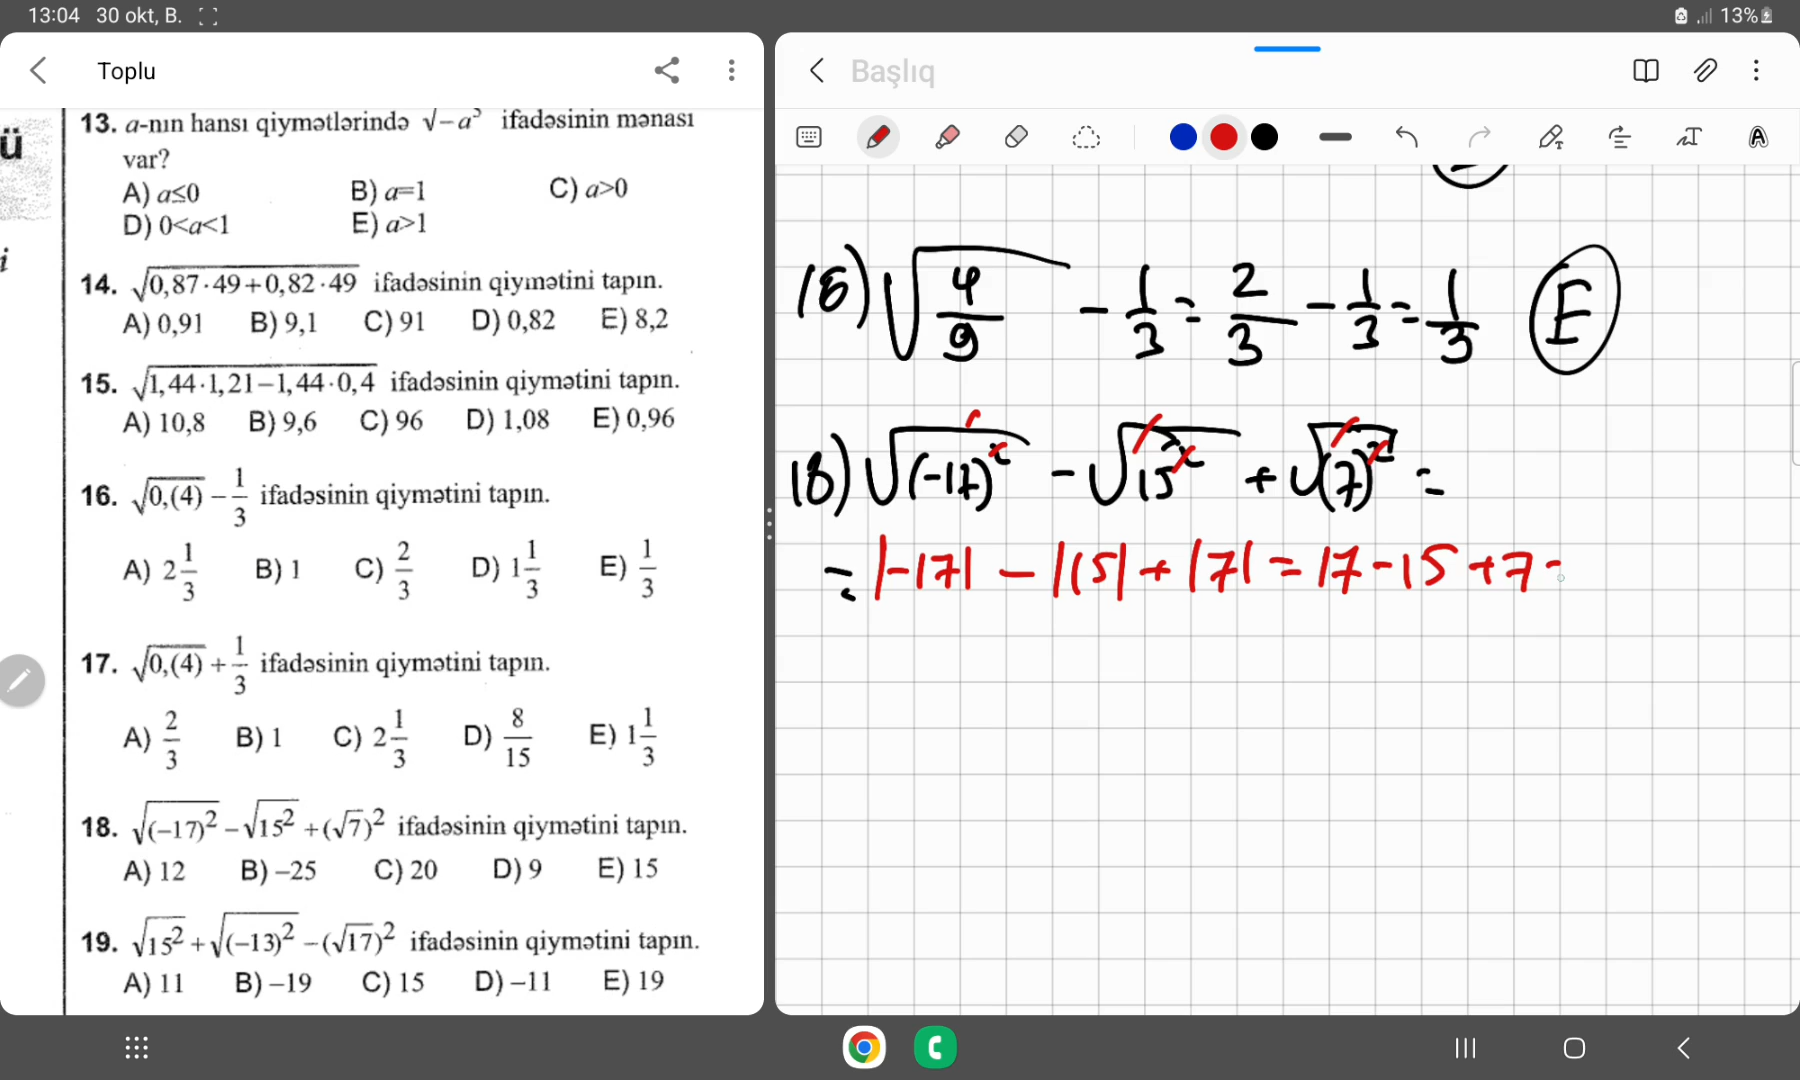 13:04 30 okt, B. 13%
Toplu
ü
i
13. a-nın hansı qiymətlərində √−a³ ifadəsinin mənası
var?
A) a≤0 B) a=1 C) a>0
D) 0<a<1 E) a>1
14. √(0,87·49+0,82·49) ifadəsinin qiymətini tapın.
A) 0,91 B) 9,1 C) 91 D) 0,82 E) 8,2
15. √(1,44·1,21−1,44·0,4) ifadəsinin qiymətini tapın.
A) 10,8 B) 9,6 C) 96 D) 1,08 E) 0,96
16. √0,(4) − 1/3 ifadəsinin qiymətini tapın.
A) 2 1/3 B) 1 C) 2/3 D) 1 1/3 E) 1/3
17. √0,(4) + 1/3 ifadəsinin qiymətini tapın.
A) 2/3 B) 1 C) 2 1/3 D) 8/15 E) 1 1/3
18. √(−17)² − √15² + (√7)² ifadəsinin qiymətini tapın.
A) 12 B) −25 C) 20 D) 9 E) 15
19. √15² + √(−13)² − (√17)² ifadəsinin qiymətini tapın.
A) 11 B) −19 C) 15 D) −11 E) 19
Başlıq
16) √(4/9) − 1/3 = 2/3 − 1/3 = 1/3 E
18) √(−17)² − √15² + √(7)² =
= |−17| − |15| + |7| = 17 − 15 + 7 -